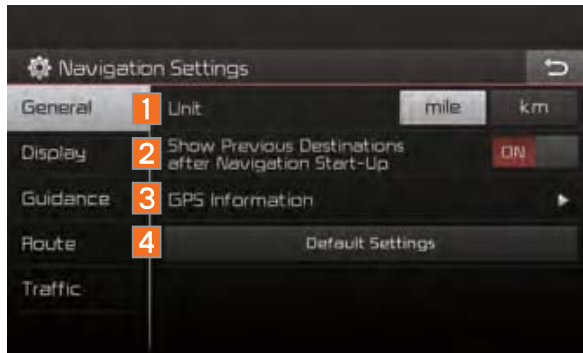 Navigation Settings
General
1 Unit mile km
Display
2 Show Previous Destinations
after Navigation Start-Up ON
Guidance
3 GPS Information
Route
4 Default Settings
Traffic